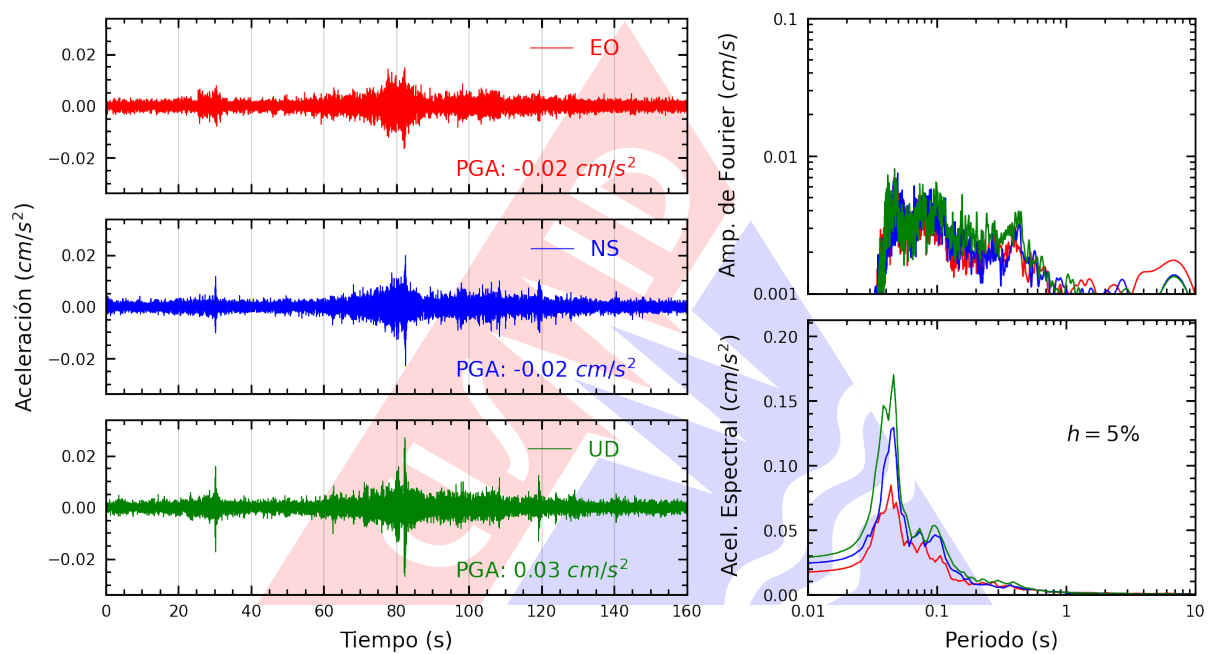 Aceleración (cm/s²)
0.02
0.00
−0.02
EO
PGA: -0.02 cm/s²
0.02
0.00
−0.02
NS
PGA: -0.02 cm/s²
0.02
0.00
−0.02
UD
PGA: 0.03 cm/s²
0 20 40 60 80 100 120 140 160
Tiempo (s)
Amp. de Fourier (cm/s)
0.1
0.01
0.001
Acel. Espectral (cm/s²)
0.20
0.15
0.10
0.05
0.00
h = 5%
0.01 0.1 1 10
Periodo (s)